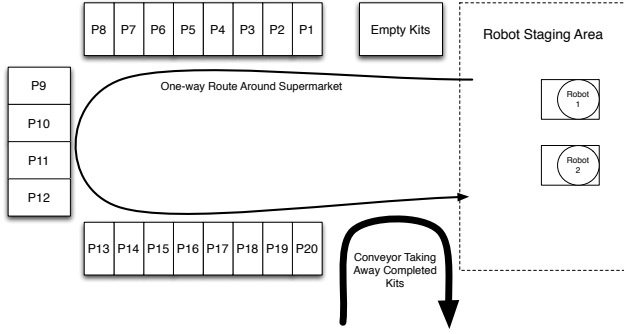 P8 P7 P6 P5 P4 P3 P2 P1
Empty Kits
Robot Staging Area
One-way Route Around Supermarket
P9
P10
P11
P12
Robot
1
Robot
2
P13 P14 P15 P16 P17 P18 P19 P20
Conveyor Taking
Away Completed
Kits